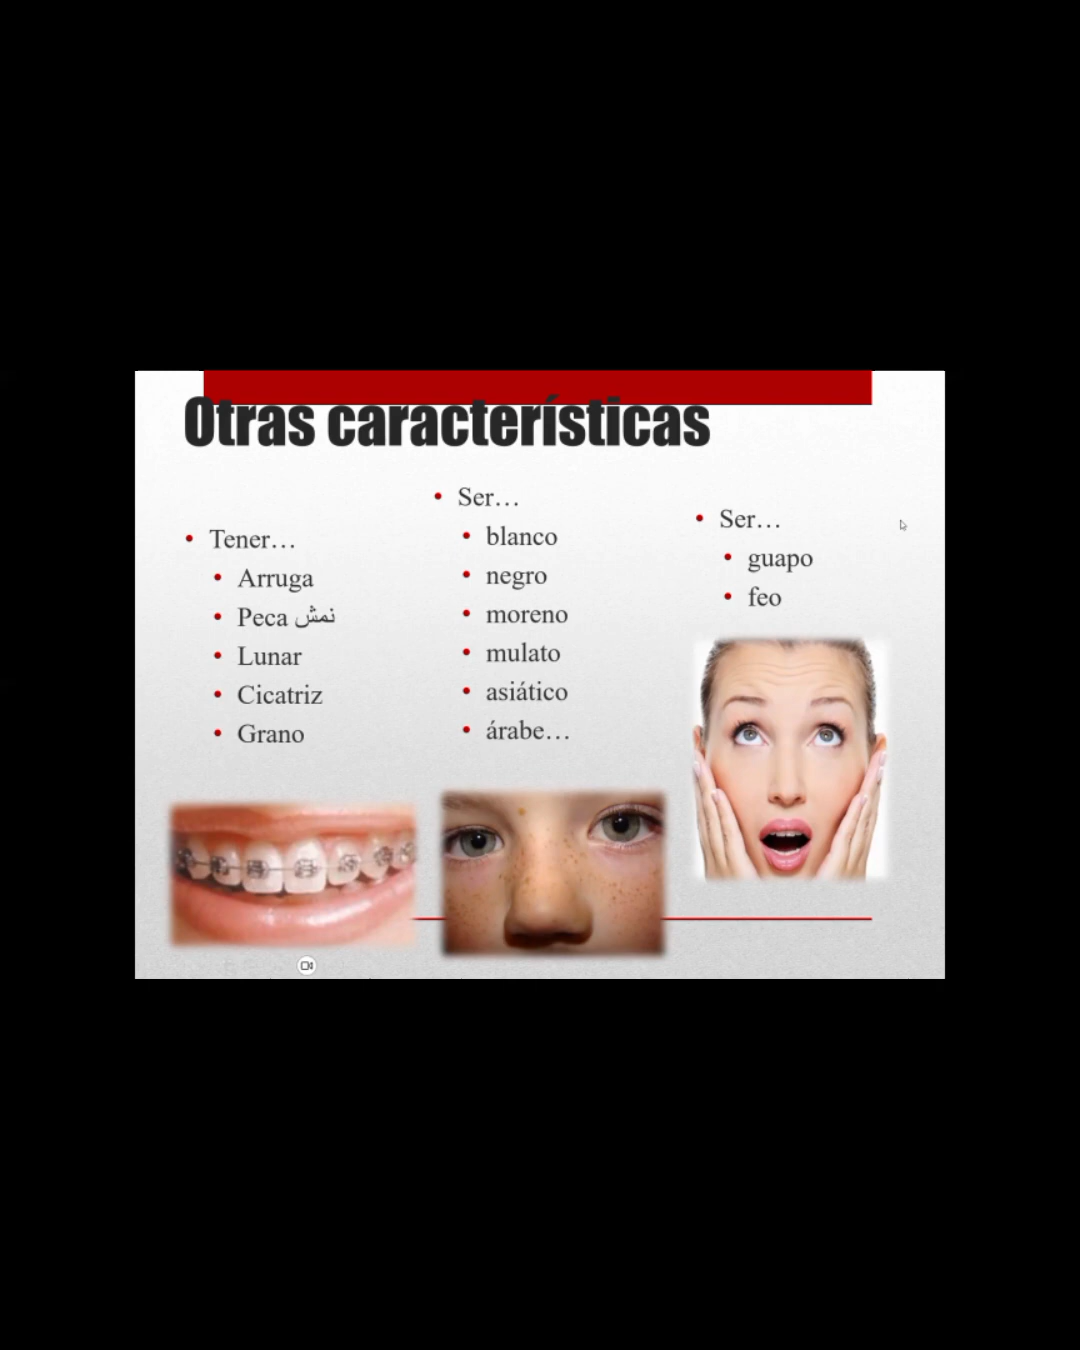 Otras características
Tener…
Arruga
Peca نمش
Lunar
Cicatriz
Grano
Ser…
blanco
negro
moreno
mulato
asiático
árabe…
Ser…
guapo
feo